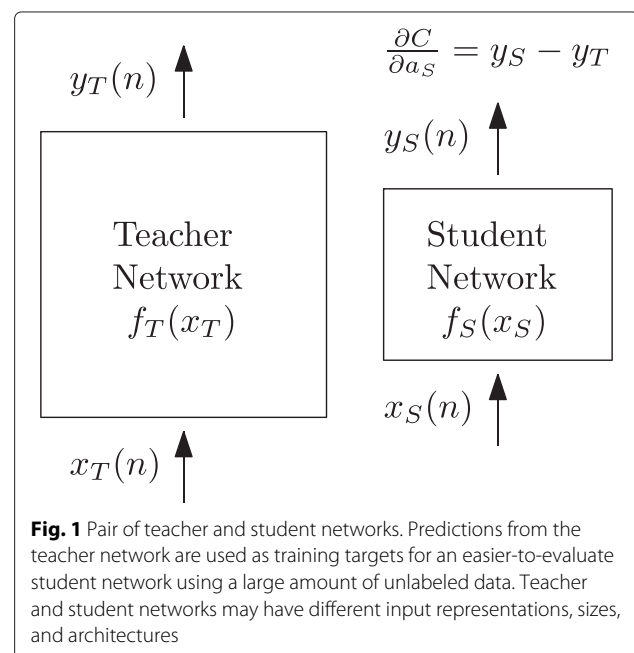 y_T(n)
Teacher
Network
f_T(x_T)
x_T(n)
∂C/∂a_S = y_S − y_T
y_S(n)
Student
Network
f_S(x_S)
x_S(n)
Fig. 1 Pair of teacher and student networks. Predictions from the
teacher network are used as training targets for an easier-to-evaluate
student network using a large amount of unlabeled data. Teacher
and student networks may have different input representations, sizes,
and architectures